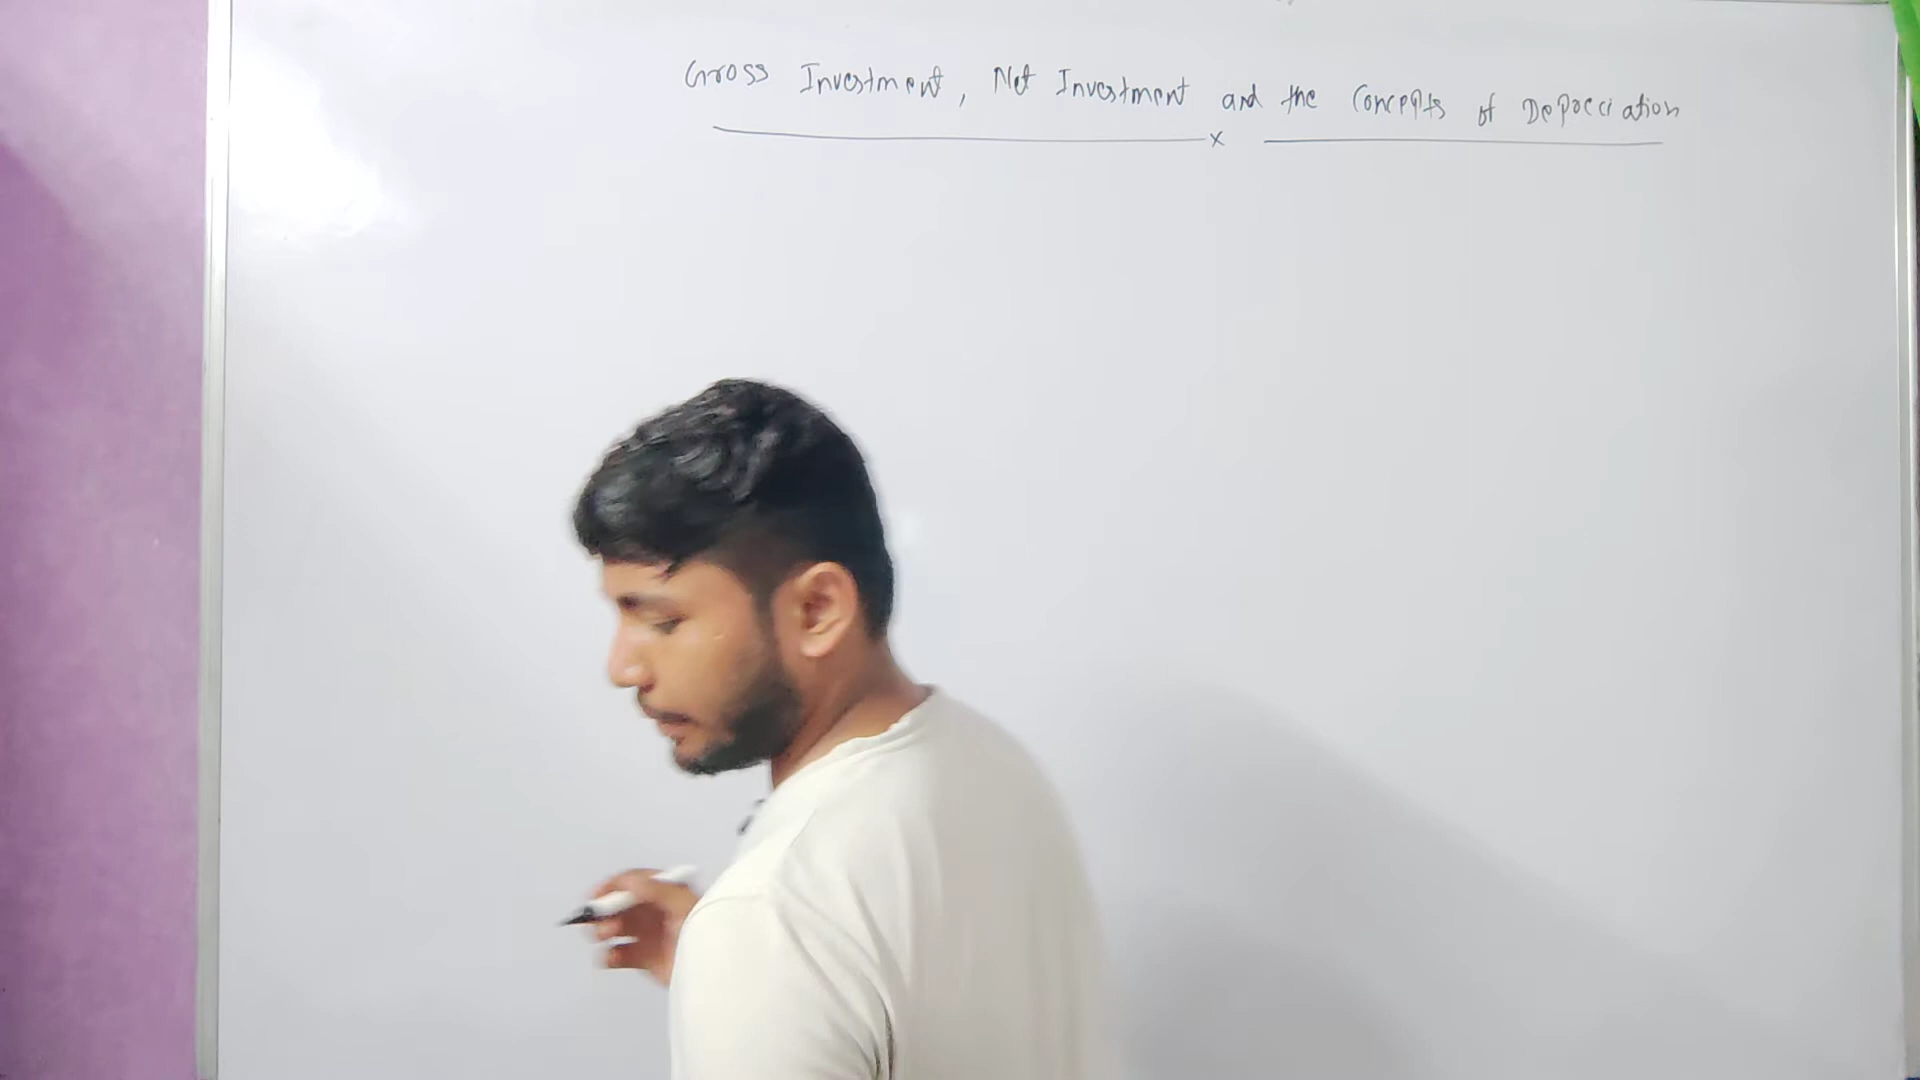 Gross Investment, Net Investment and the Concepts of Depreciation
x